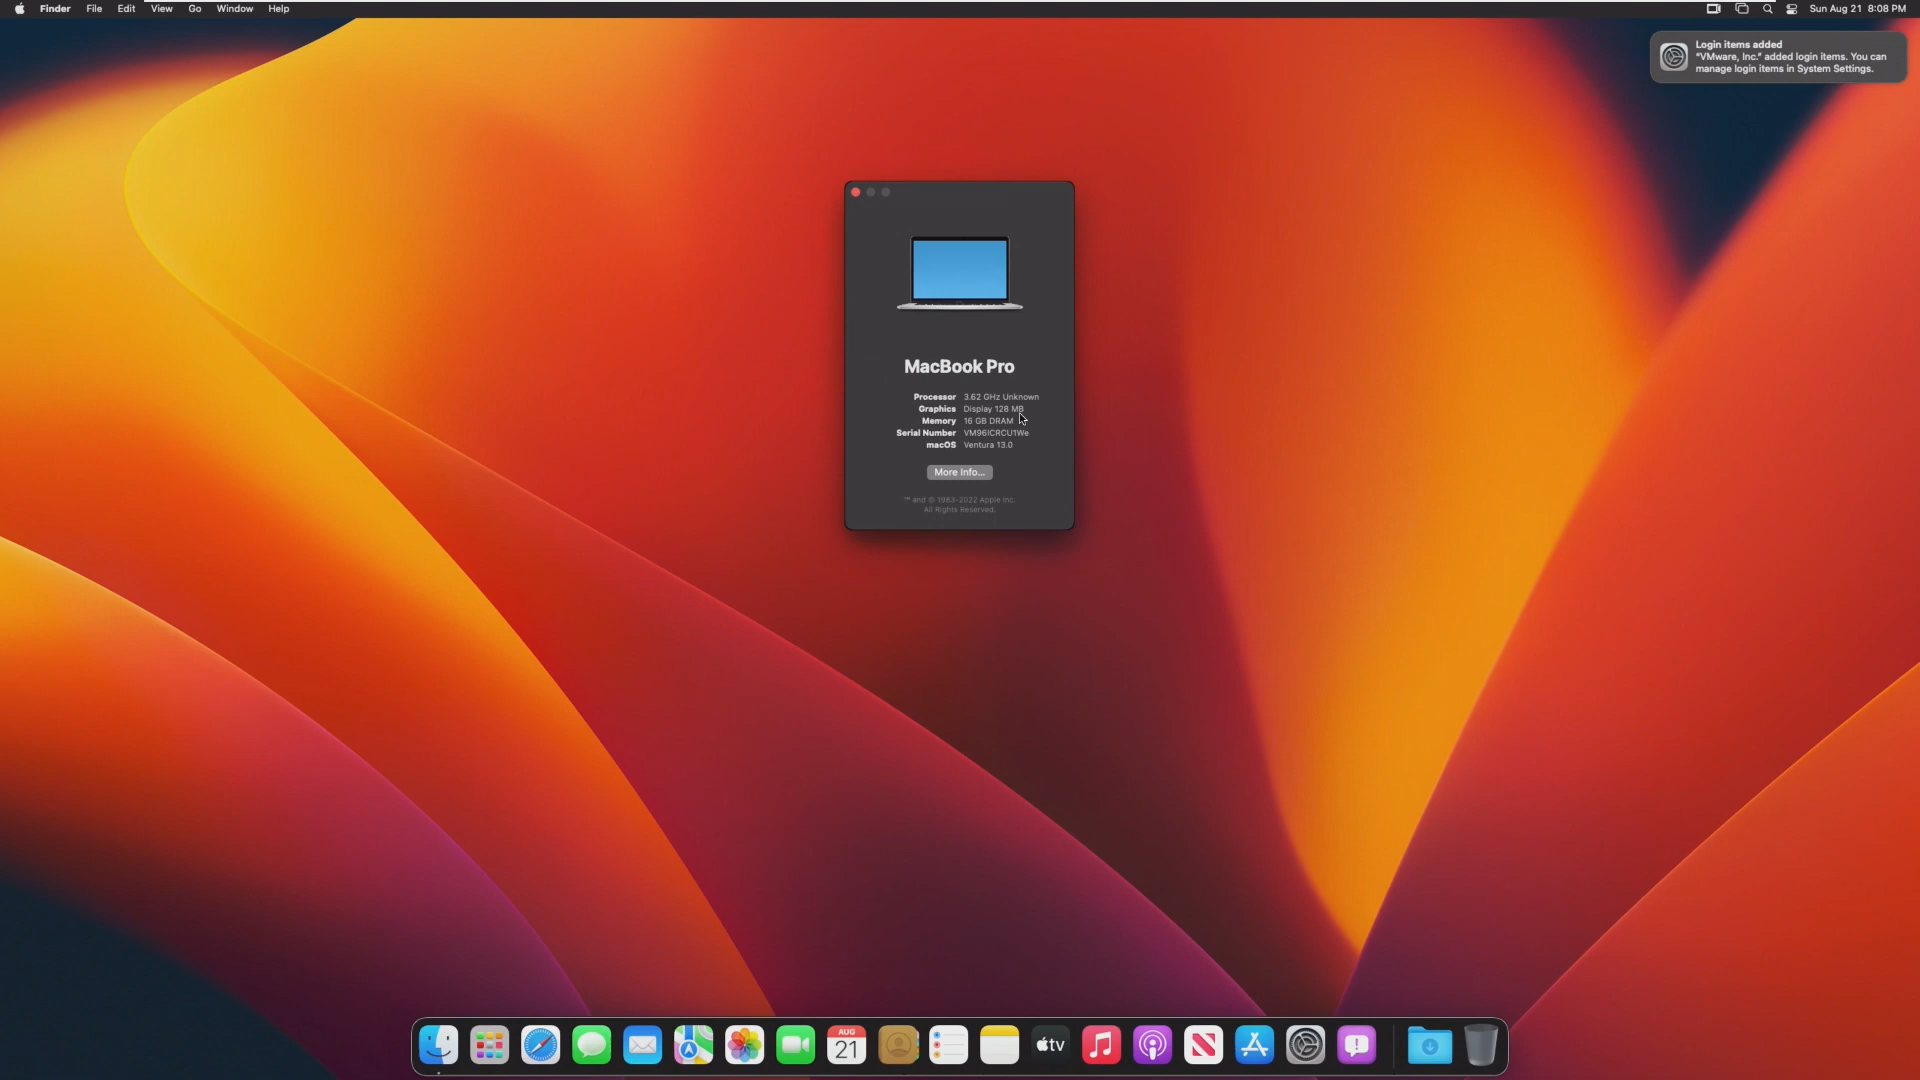 Finder File Edit View Go Window Help
Sun Aug 21 8:08 PM
Login items added
“VMware, Inc.” added login items. You can
manage login items in System Settings.
MacBook Pro
Processor 3.62 GHz Unknown
Graphics Display 128 MB
Memory 16 GB DRAM
Serial Number VM96ICRCU1We
macOS Ventura 13.0
More Info...
™ and © 1983-2022 Apple Inc.
All Rights Reserved.
AUG
21
tv